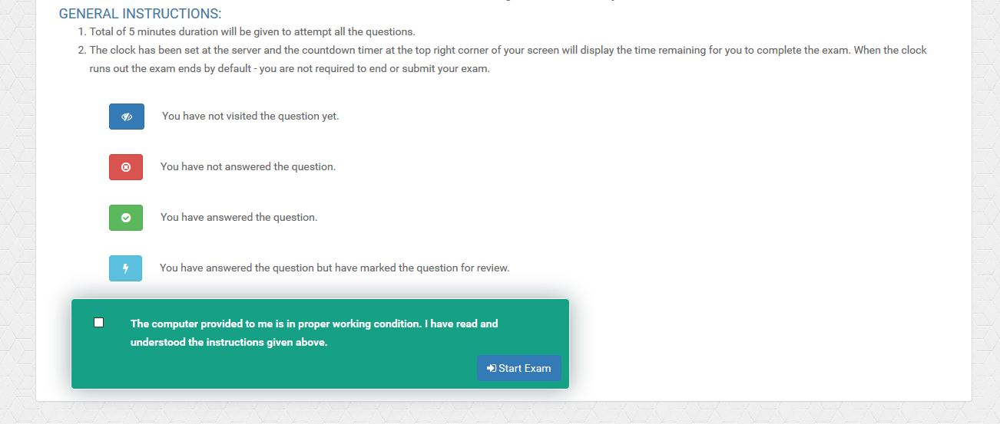 GENERAL INSTRUCTIONS:
1. Total of 5 minutes duration will be given to attempt all the questions.
2. The clock has been set at the server and the countdown timer at the top right corner of your screen will display the time remaining for you to complete the exam. When the clock
runs out the exam ends by default - you are not required to end or submit your exam.
You have not visited the question yet.
You have not answered the question.
You have answered the question.
You have answered the question but have marked the question for review.
The computer provided to me is in proper working condition. I have read and
understood the instructions given above.
Start Exam